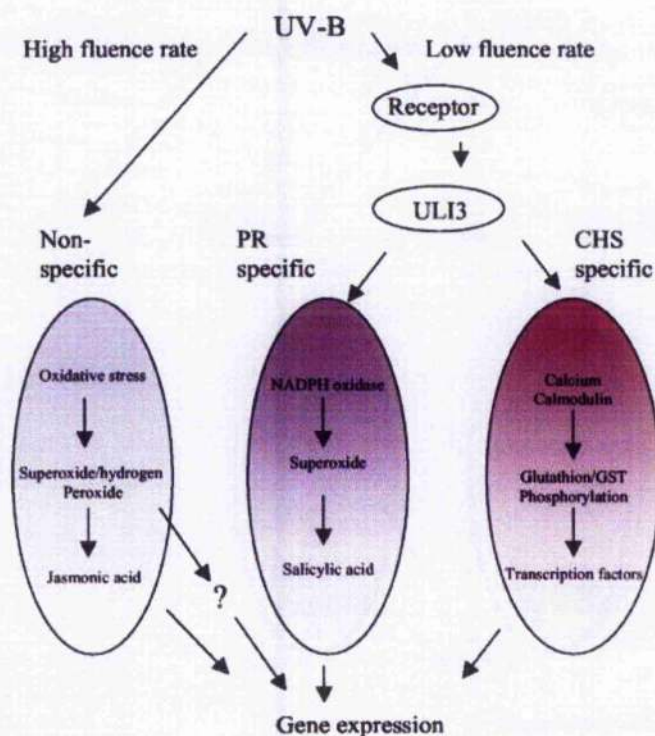 UV-B
High fluence rate
Low fluence rate
Receptor
ULI3
Non-
specific
PR
specific
CHS
specific
Oxidative stress
Superoxide/hydrogen
Peroxide
Jasmonic acid
NADPH oxidase
Superoxide
Salicylic acid
Calcium
Calmodulin
Glutathion/GST
Phosphorylation
Transcription factors
?
Gene expression